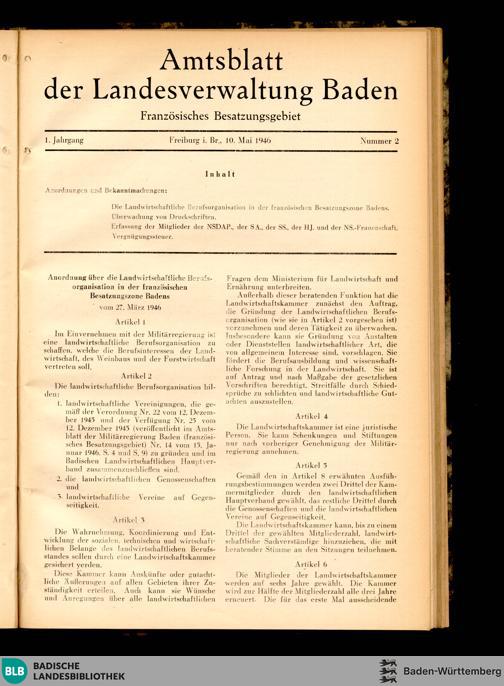 Amtsblatt
der Landesverwaltung Baden
Französisches Besatzungsgebiet
1. Jahrgang Freiburg i. Br., 10. Mai 1946 Nummer 2
Inhalt
Anordnungen und Bekanntmachungen:
Die Landwirtschaftliche Berufsorganisation in der französischen Besatzungszone Badens.
Überwachung von Druckschriften.
Erfassung der Mitglieder der NSDAP., der SA., der SS., der HJ. und der NS.-Frauenschaft.
Vergnügungssteuer.
Anordnung über die Landwirtschaftliche Berufs-
organisation in der französischen
Besatzungszone Badens
vom 27. März 1946
Artikel 1
Im Einvernehmen mit der Militärregierung ist
eine landwirtschaftliche Berufsorganisation zu
schaffen, welche die Berufsinteressen der Land-
wirtschaft, des Weinbaus und der Forstwirtschaft
vertreten soll.
Artikel 2
Die landwirtschaftliche Berufsorganisation bil-
den:
1. landwirtschaftliche Vereinigungen, die ge-
mäß der Verordnung Nr. 22 vom 12. Dezem-
ber 1945 und der Verfügung Nr. 25 vom
12. Dezember 1945 (veröffentlicht im Amts-
blatt der Militärregierung Baden (französi-
sches Besatzungsgebiet) Nr. 14 vom 13. Ja-
nuar 1946, S. 4 und S. 9) zu gründen und im
Badischen Landwirtschaftlichen Hauptver-
band zusammenzuschließen sind.
2. die landwirtschaftlichen Genossenschaften
und
3. landwirtschaftliche Vereine auf Gegen-
seitigkeit.
Artikel 3
Die Wahrnehmung, Koordinierung und Ent-
wicklung der sozialen, technischen und wirtschaft-
lichen Belange des landwirtschaftlichen Berufs-
standes sollen durch eine Landwirtschaftskammer
gesichert werden.
Diese Kammer kann Auskünfte oder gutacht-
liche Äußerungen auf allen Gebieten ihrer Zu-
ständigkeit erteilen. Auch kann sie Wünsche
und Anregungen über alle landwirtschaftlichen
Fragen dem Ministerium für Landwirtschaft und
Ernährung unterbreiten.
Außerhalb dieser beratenden Funktion hat die
Landwirtschaftskammer zunächst den Auftrag,
die Gründung der Landwirtschaftlichen Berufs-
organisation (wie sie in Artikel 2 vorgesehen ist)
vorzunehmen und deren Tätigkeit zu überwachen.
Insbesondere kann sie Gründung von Anstalten
oder Dienststellen landwirtschaftlicher Art, die
von allgemeinem Interesse sind, vorschlagen. Sie
fördert die Berufsausbildung und wissenschaft-
liche Forschung in der Landwirtschaft. Sie ist
auf Antrag und nach Maßgabe der gesetzlichen
Vorschriften berechtigt, Streitfälle durch Schied-
sprüche zu schlichten und landwirtschaftliche Gut-
achten auszustellen.
Artikel 4
Die Landwirtschaftskammer ist eine juristische
Person. Sie kann Schenkungen und Stiftungen
nur nach vorheriger Genehmigung der Militär-
regierung annehmen.
Artikel 5
Gemäß den in Artikel 8 erwähnten Ausfüh-
rungsbestimmungen werden zwei Drittel der Kam-
mermitglieder durch den landwirtschaftlichen
Hauptverband gewählt, das restliche Drittel durch
die Genossenschaften und die landwirtschaftlichen
Vereine auf Gegenseitigkeit.
Die Landwirtschaftskammer kann, bis zu einem
Drittel der gewählten Mitgliederzahl, landwirt-
schaftliche Sachverständige hinzuziehen, die mit
beratender Stimme an den Sitzungen teilnehmen.
Artikel 6
Die Mitglieder der Landwirtschaftskammer
werden auf sechs Jahre gewählt. Die Kammer
wird zur Hälfte der Mitgliederzahl alle drei Jahre
erneuert. Die für das erste Mal ausscheidende
BLB BADISCHE
LANDESBIBLIOTHEK
Baden-Württemberg